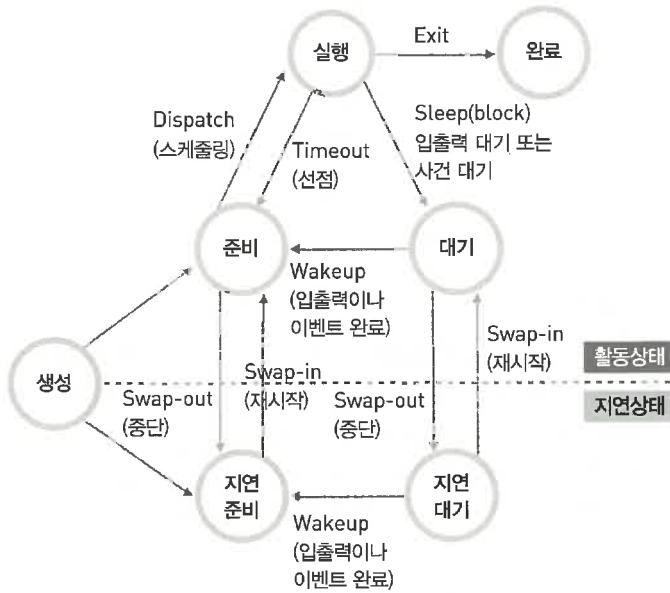 실행
Exit
완료
Dispatch
(스케줄링)
Timeout
(선점)
Sleep(block)
입출력 대기 또는
사건 대기
준비
대기
Wakeup
(입출력이나
이벤트 완료)
Swap-in
(재시작)
활동상태
생성
지연상태
Swap-out
(중단)
Swap-in
(재시작)
Swap-out
(중단)
지연
준비
지연
대기
Wakeup
(입출력이나
이벤트 완료)